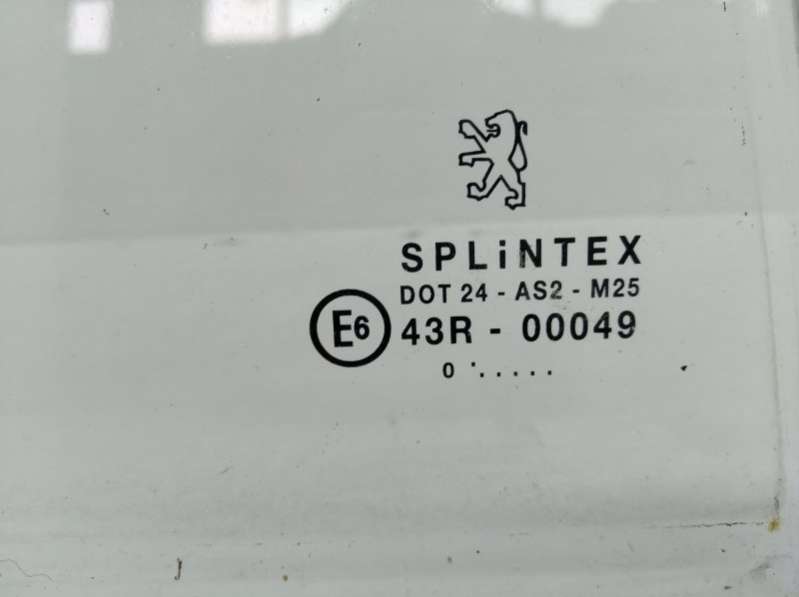 SPLiNTEX
DOT 24 - AS2 - M25
E6 43R - 00049
0 ·.....